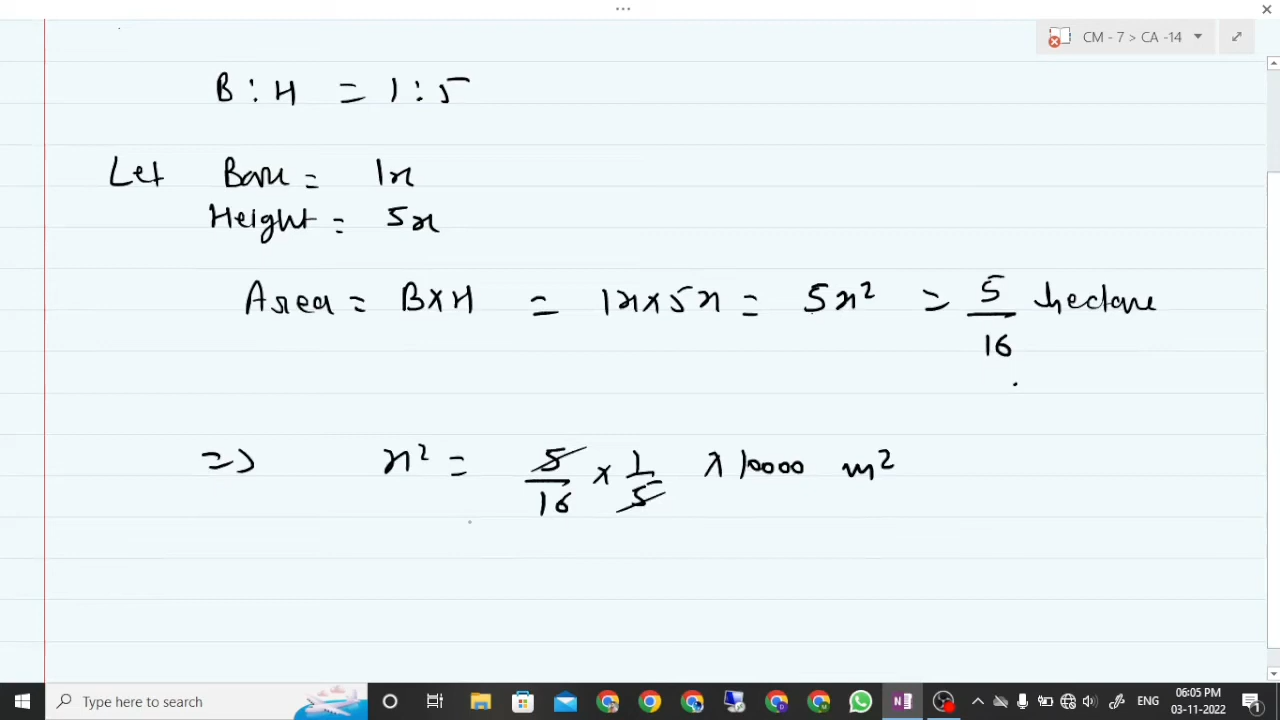 ...
CM - 7 > CA -14
B : H = 1 : 5
Let Base = 1x
Height = 5x
Area = B×H = 1x×5x = 5x² = 5/16 hectare
=> x² = 5/16 × 1/5 × 10000 m²
Type here to search
ENG
06:05 PM
03-11-2022
1